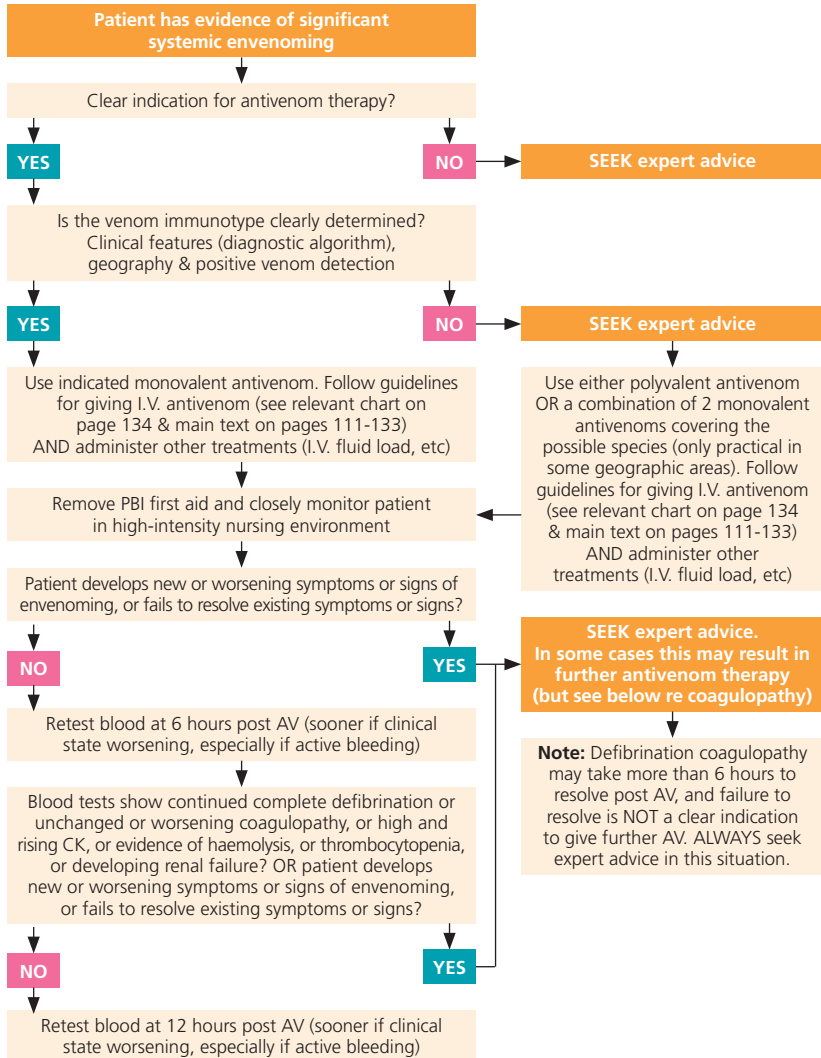 Patient has evidence of significant
systemic envenoming
Clear indication for antivenom therapy?
YES
NO
SEEK expert advice
Is the venom immunotype clearly determined?
Clinical features (diagnostic algorithm),
geography & positive venom detection
YES
NO
SEEK expert advice
Use indicated monovalent antivenom. Follow guidelines
for giving I.V. antivenom (see relevant chart on
page 134 & main text on pages 111-133)
AND administer other treatments (I.V. fluid load, etc)
Use either polyvalent antivenom
OR a combination of 2 monovalent
antivenoms covering the
possible species (only practical in
some geographic areas). Follow
guidelines for giving I.V. antivenom
(see relevant chart on page 134
& main text on pages 111-133)
AND administer other
treatments (I.V. fluid load, etc)
Remove PBI first aid and closely monitor patient
in high-intensity nursing environment
Patient develops new or worsening symptoms or signs of
envenoming, or fails to resolve existing symptoms or signs?
NO
YES
SEEK expert advice.
In some cases this may result in
further antivenom therapy
(but see below re coagulopathy)
Retest blood at 6 hours post AV (sooner if clinical
state worsening, especially if active bleeding)
Note: Defibrination coagulopathy
may take more than 6 hours to
resolve post AV, and failure to
resolve is NOT a clear indication
to give further AV. ALWAYS seek
expert advice in this situation.
Blood tests show continued complete defibrination or
unchanged or worsening coagulopathy, or high and
rising CK, or evidence of haemolysis, or thrombocytopenia,
or developing renal failure? OR patient develops
new or worsening symptoms or signs of envenoming,
or fails to resolve existing symptoms or signs?
NO
YES
Retest blood at 12 hours post AV (sooner if clinical
state worsening, especially if active bleeding)